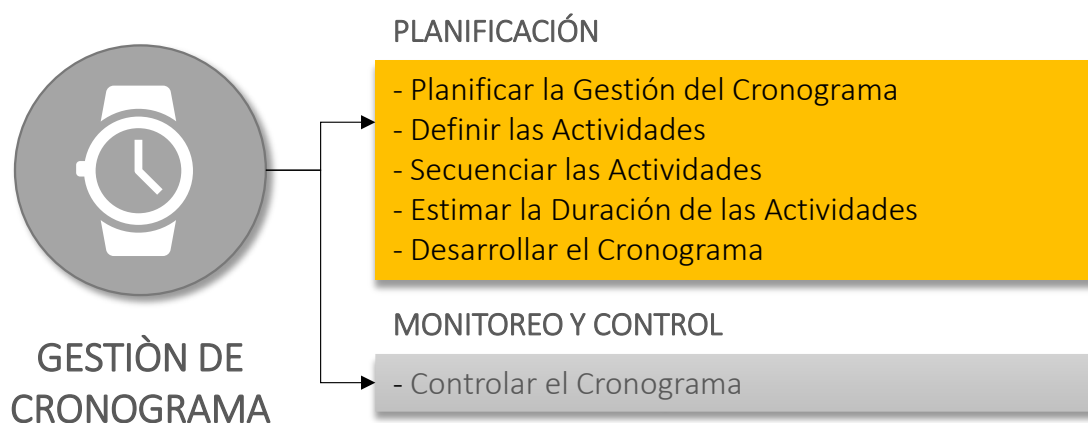 PLANIFICACIÓN
- Planificar la Gestión del Cronograma
- Definir las Actividades
- Secuenciar las Actividades
- Estimar la Duración de las Actividades
- Desarrollar el Cronograma
MONITOREO Y CONTROL
- Controlar el Cronograma
GESTIÒN DE
CRONOGRAMA